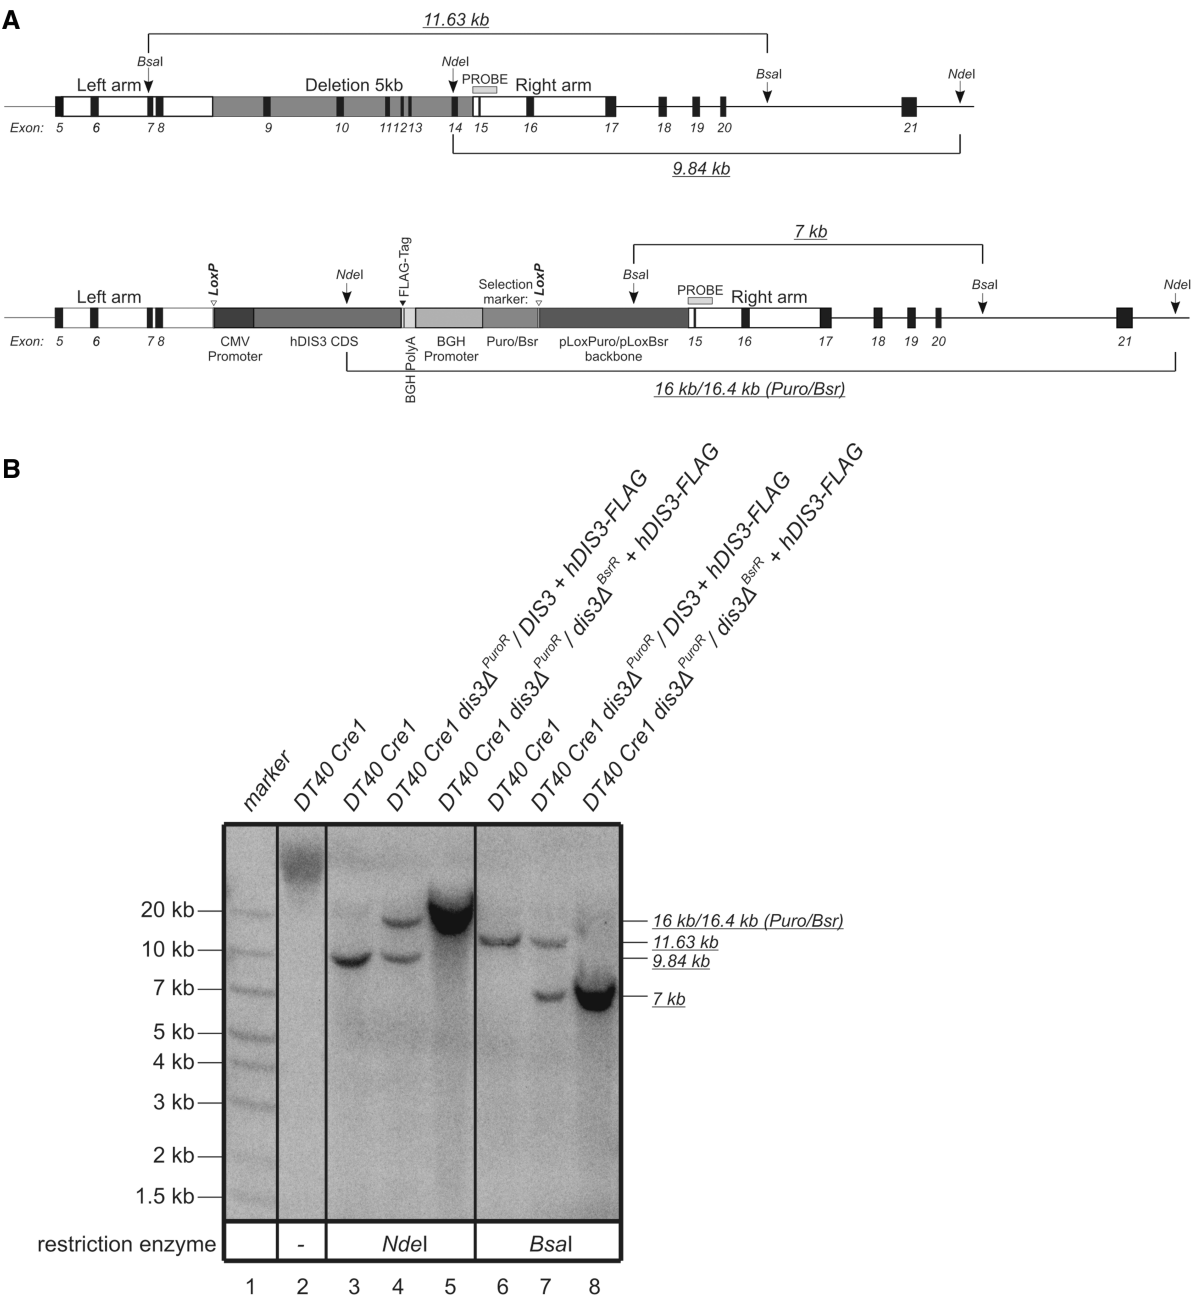 A
11.63 kb
BsaI
NdeI
Left arm
Deletion 5kb
PROBE
Right arm
BsaI
NdeI
Exon: 5 6 7 8 9 10 11 12 13 14 15 16 17 18 19 20 21
9.84 kb
7 kb
LoxP
NdeI
FLAG-Tag
Selection
marker:
LoxP
BsaI
BsaI
NdeI
Left arm
PROBE
Right arm
Exon: 5 6 7 8 CMV
Promoter
hDIS3 CDS
BGH PolyA
BGH
Promoter
Puro/Bsr
pLoxPuro/pLoxBsr
backbone
15 16 17 18 19 20 21
16 kb/16.4 kb (Puro/Bsr)
B
marker
DT40 Cre1
DT40 Cre1
DT40 Cre1 dis3Δ^PuroR / DIS3 + hDIS3-FLAG
DT40 Cre1 dis3Δ^PuroR / dis3Δ^BsrR + hDIS3-FLAG
DT40 Cre1
DT40 Cre1 dis3Δ^PuroR / DIS3 + hDIS3-FLAG
DT40 Cre1 dis3Δ^PuroR / dis3Δ^BsrR + hDIS3-FLAG
20 kb
10 kb
7 kb
5 kb
4 kb
3 kb
2 kb
1.5 kb
16 kb/16.4 kb (Puro/Bsr)
11.63 kb
9.84 kb
7 kb
restriction enzyme - NdeI BsaI
1 2 3 4 5 6 7 8